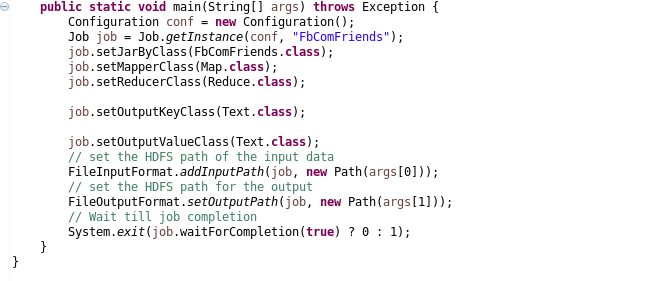 public static void main(String[] args) throws Exception {
Configuration conf = new Configuration();
Job job = Job.getInstance(conf, "FbComFriends");
job.setJarByClass(FbComFriends.class);
job.setMapperClass(Map.class);
job.setReducerClass(Reduce.class);
job.setOutputKeyClass(Text.class);
job.setOutputValueClass(Text.class);
// set the HDFS path of the input data
FileInputFormat.addInputPath(job, new Path(args[0]));
// set the HDFS path for the output
FileOutputFormat.setOutputPath(job, new Path(args[1]));
// Wait till job completion
System.exit(job.waitForCompletion(true) ? 0 : 1);
}
}